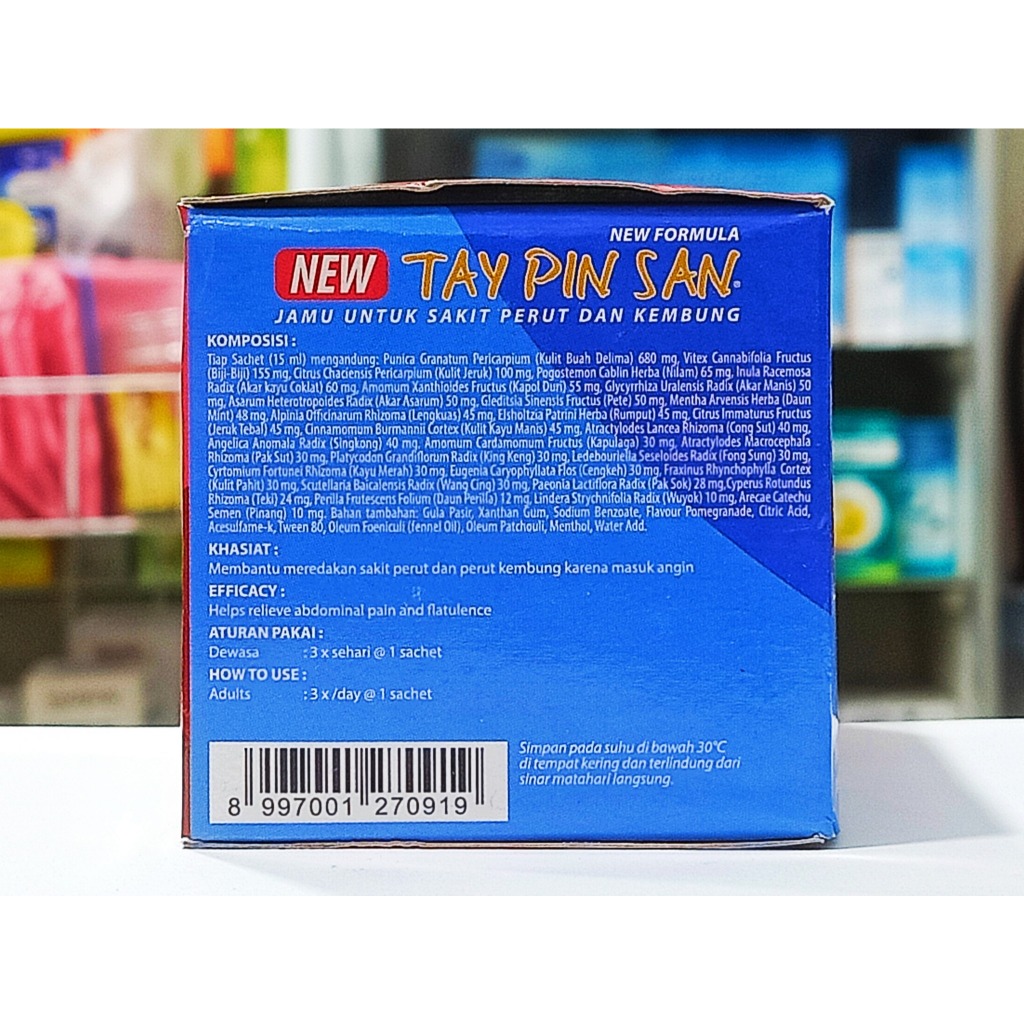 NEW FORMULA
NEW TAY PIN SAN®
JAMU UNTUK SAKIT PERUT DAN KEMBUNG
KOMPOSISI :
Tiap Sachet (15 ml) mengandung: Punica Granatum Pericarpium (Kulit Buah Delima) 680 mg, Vitex Cannabifolia Fructus
(Biji-Biji) 155 mg, Citrus Chaciensis Pericarpium (Kulit Jeruk) 100 mg, Pogostemon Cablin Herba (Nilam) 65 mg, Inula Racemosa
Radix (Akar kayu Coklat) 60 mg, Amomum Xanthioides Fructus (Kapol Duri) 55 mg, Glycyrrhiza Uralensis Radix (Akar Manis) 50
mg, Asarum Heterotropoides Radix (Akar Asarum) 50 mg, Gleditsia Sinensis Fructus (Pete) 50 mg, Mentha Arvensis Herba (Daun
Mint) 48 mg, Alpinia Officinarum Rhizoma (Lengkuas) 45 mg, Elsholtzia Patrini Herba (Rumput) 45 mg, Citrus Immaturus Fructus
(Jeruk Tebal) 45 mg, Cinnamomum Burmannii Cortex (Kulit Kayu Manis) 45 mg, Atractylodes Lancea Rhizoma (Cong Sut) 40 mg,
Angelica Anomala Radix (Singkong) 40 mg, Amomum Cardamomum Fructus (Kapulaga) 30 mg, Atractylodes Macrocephala
Rhizoma (Pak Sut) 30 mg, Platycodon Grandiflorum Radix (King Keng) 30 mg, Ledebouriella Seseloides Radix (Fong Sung) 30 mg,
Cyrtomium Fortunei Rhizoma (Kayu Merah) 30 mg, Eugenia Caryophyllata Flos (Cengkeh) 30 mg, Fraxinus Rhynchophylla Cortex
(Kulit Pahit) 30 mg, Scutellaria Baicalensis Radix (Wang Cing) 30 mg, Paeonia Lactiflora Radix (Pak Sok) 28 mg,Cyperus Rotundus
Rhizoma (Teki) 24 mg, Perilla Frutescens Folium (Daun Perilla) 12 mg, Lindera Strychnifolia Radix (Wuyok) 10 mg, Arecae Catechu
Semen (Pinang) 10 mg. Bahan tambahan: Gula Pasir, Xanthan Gum, Sodium Benzoate, Flavour Pomegranade, Citric Acid,
Acesulfame-k, Tween 80, Oleum Foeniculi (fennel Oil), Oleum Patchouli, Menthol, Water Add.
KHASIAT :
Membantu meredakan sakit perut dan perut kembung karena masuk angin
EFFICACY :
Helps relieve abdominal pain and flatulence
ATURAN PAKAI :
Dewasa : 3 x sehari @ 1 sachet
HOW TO USE :
Adults : 3 x /day @ 1 sachet
Simpan pada suhu di bawah 30°C
di tempat kering dan terlindung dari
sinar matahari langsung.
8 997001 270919